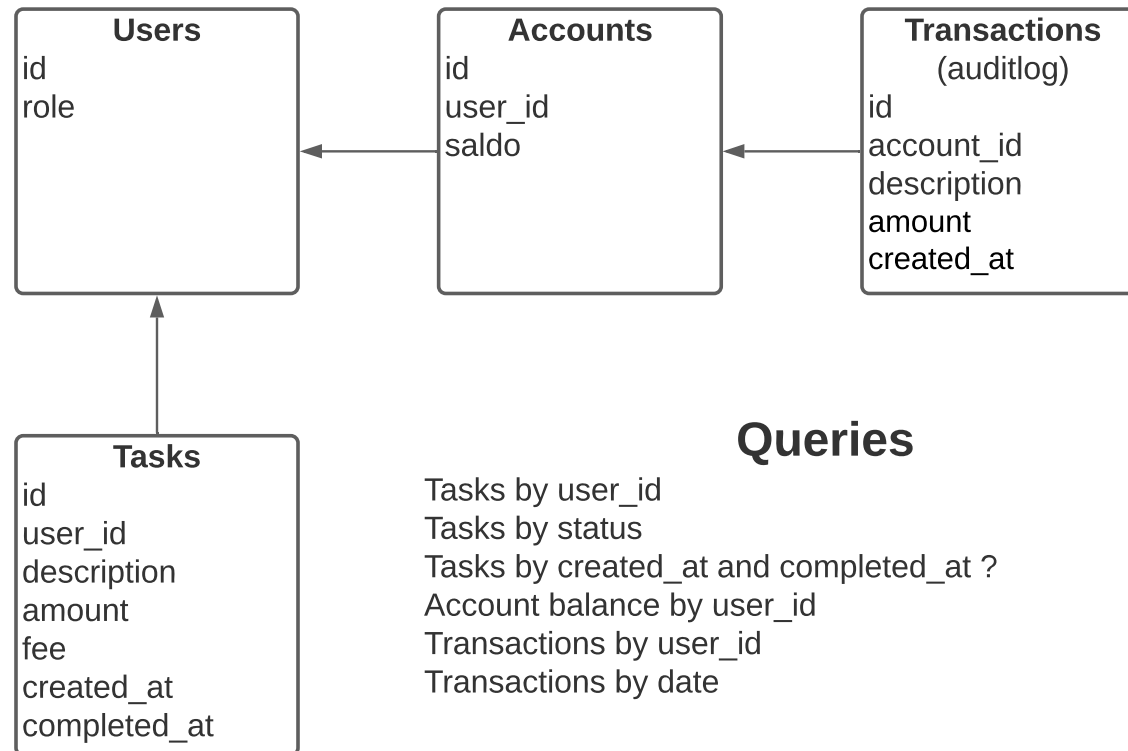 Users
id
role
Accounts
id
user_id
saldo
Transactions
(auditlog)
id
account_id
description
amount
created_at
Tasks
id
user_id
description
amount
fee
created_at
completed_at
Queries
Tasks by user_id
Tasks by status
Tasks by created_at and completed_at ?
Account balance by user_id
Transactions by user_id
Transactions by date